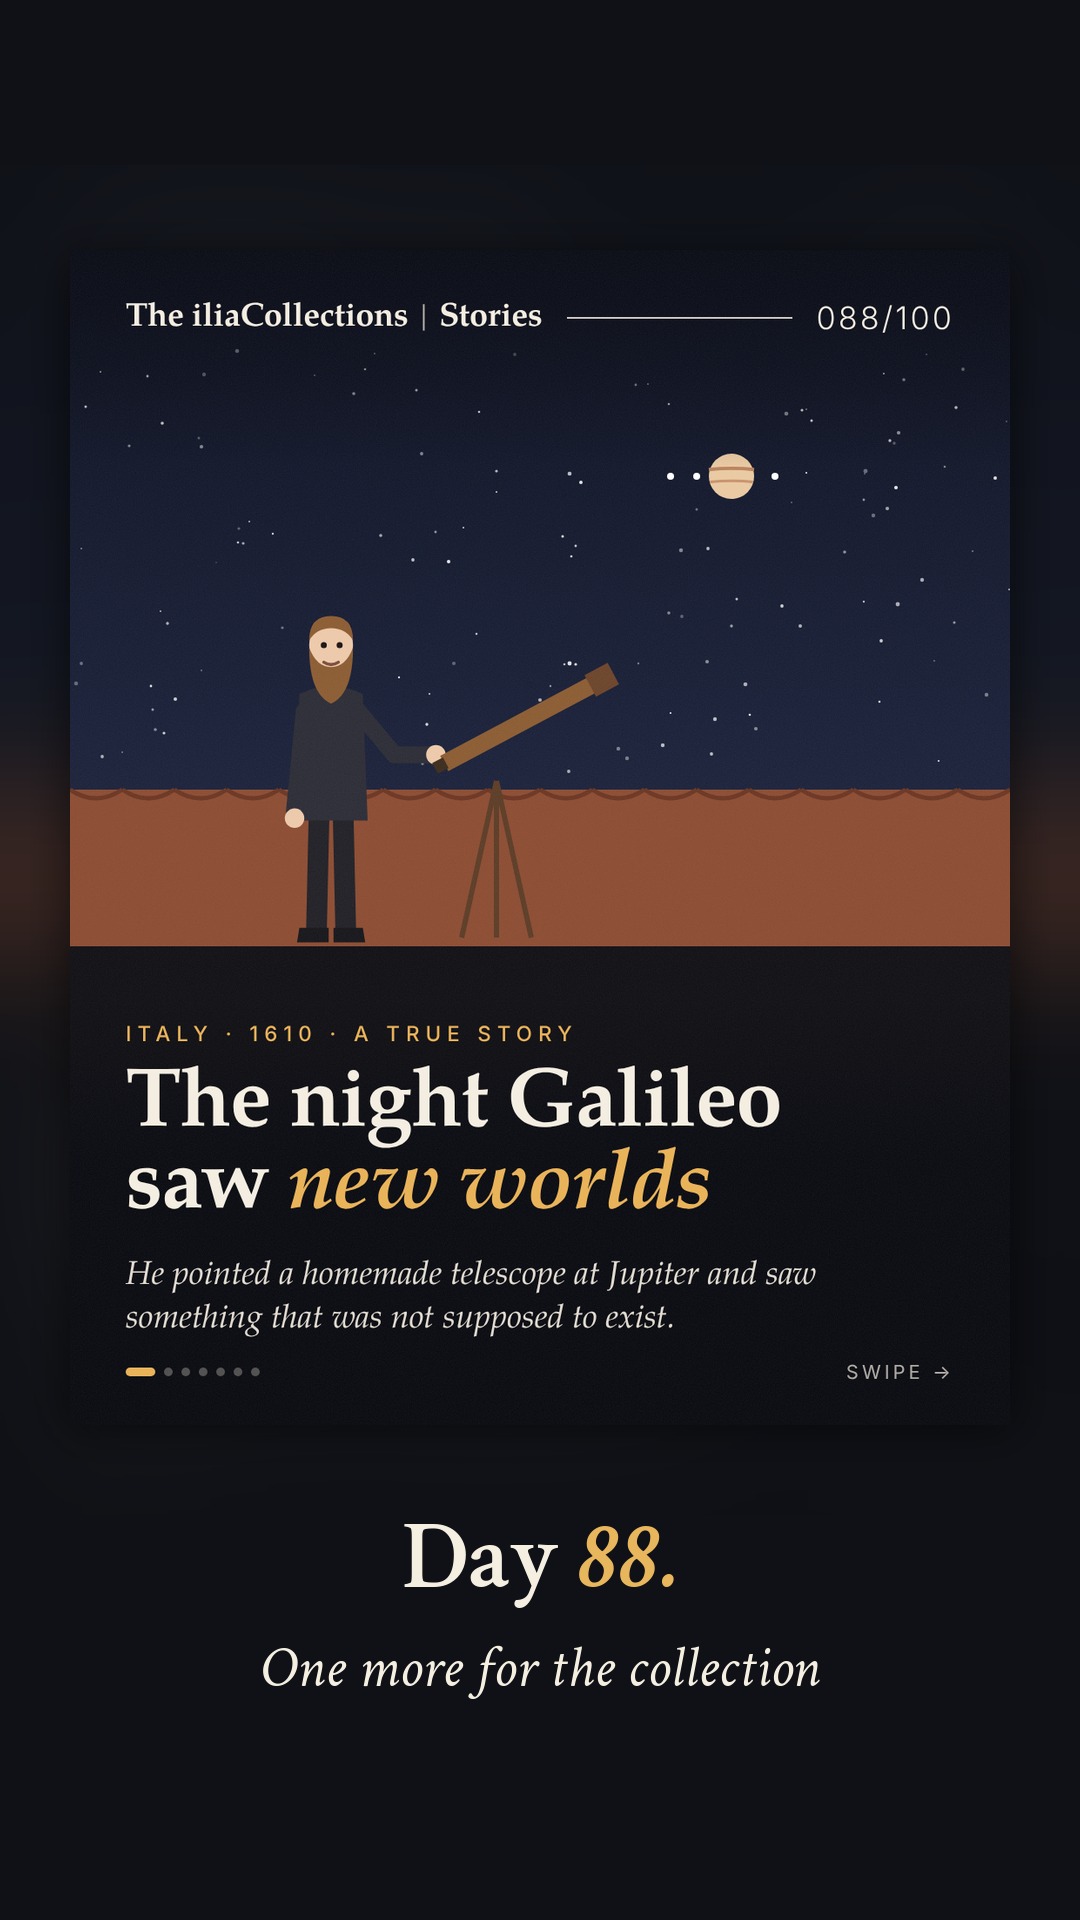 The iliaCollections | Stories 088/100
ITALY · 1610 · A TRUE STORY
The night Galileo
saw new worlds
He pointed a homemade telescope at Jupiter and saw
something that was not supposed to exist.
SWIPE →
Day 88.
One more for the collection